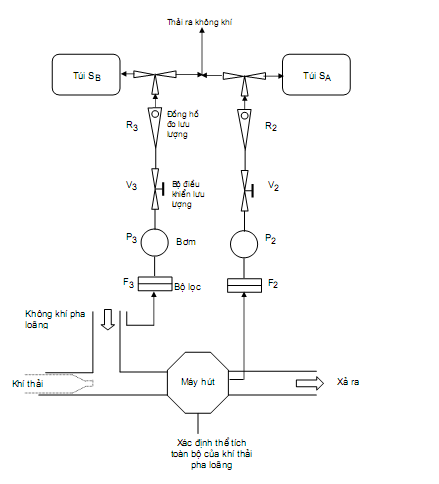 Thải ra không khí
Túi SB
Túi SA
R3
Đồng hồ
đo lưu
lượng
R2
V3
Bộ điều
khiển lưu
lượng
V2
P3
Bơm
P2
F3
Bộ lọc
F2
Không khí pha
loãng
Khí thải
Máy hút
Xả ra
Xác định thể tích
toàn bộ của khí thải
pha loãng